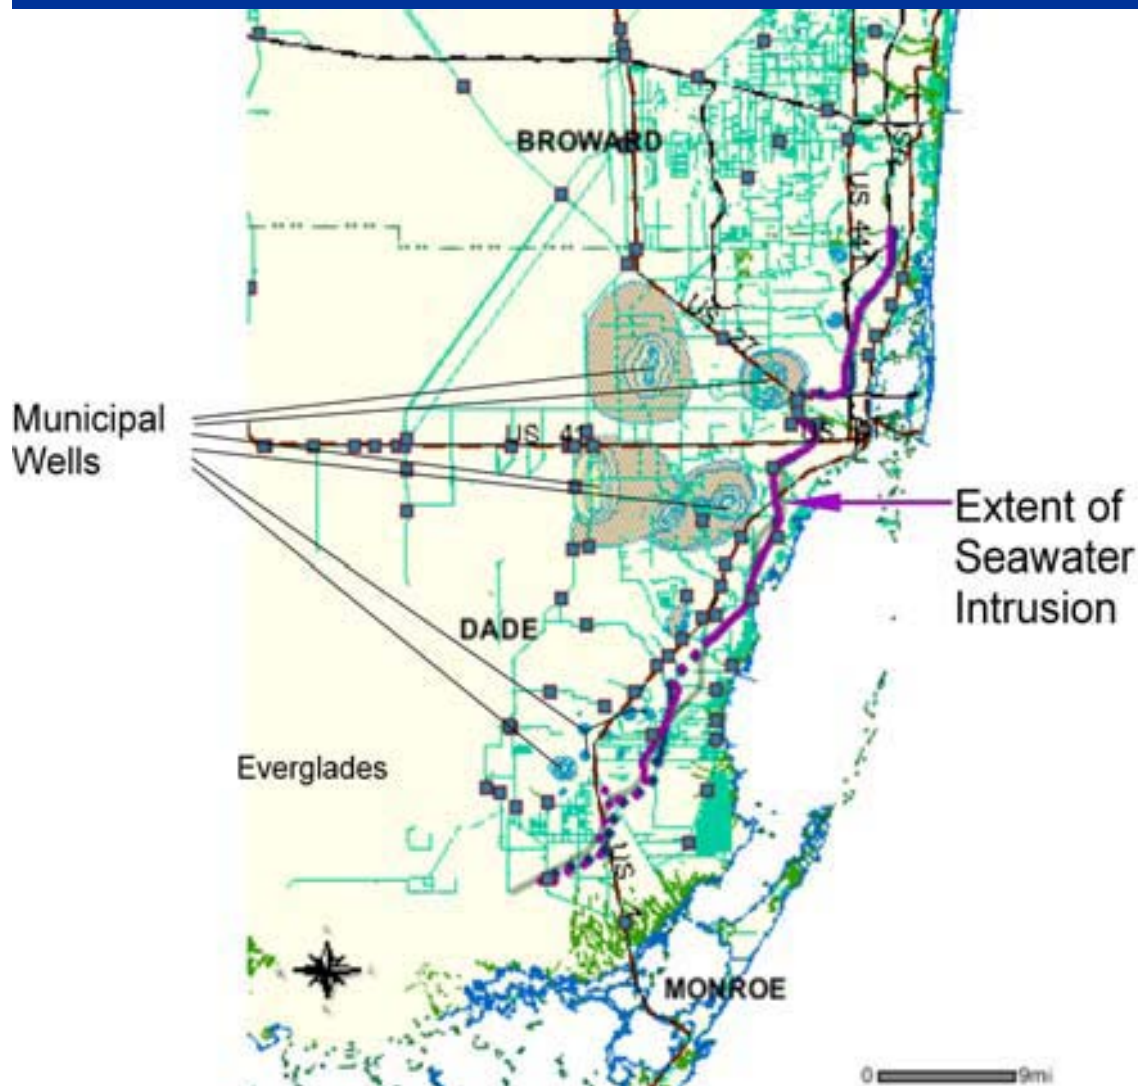 BROWARD
US 441
US 27
Municipal
Wells
US 41
Extent of
Seawater
Intrusion
DADE
Everglades
US 1
MONROE
0 9mi